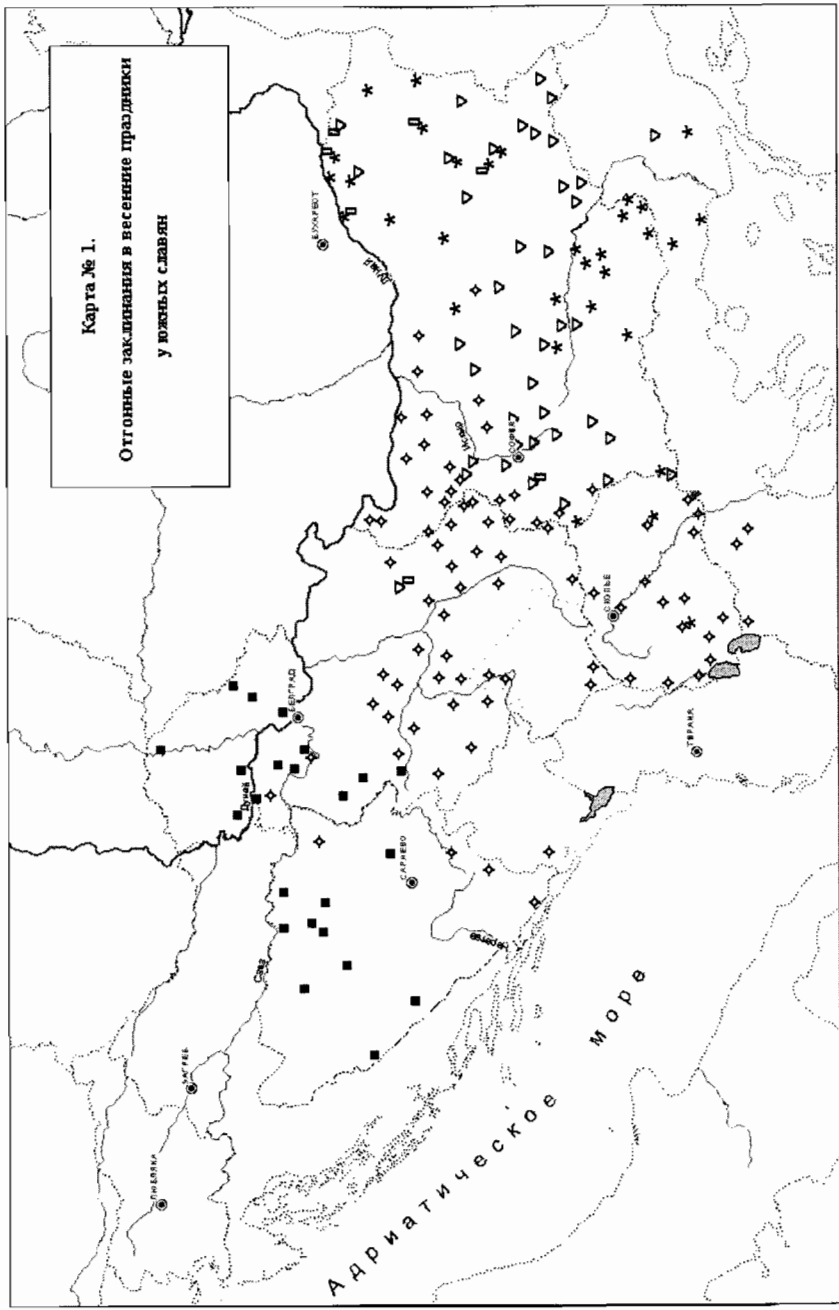 Карта № 1.
Отгонные заклинания в весенние праздники
у южных славян
БУХАРЕСТ
Дунай
Искыр
СОФИЯ
БЕЛГРАД
Дунай
СКОПЬЕ
ТИРАНА
САРАЕВО
Сава
ЗАГРЕБ
ЛЮБЛЯНА
Адриатическое море